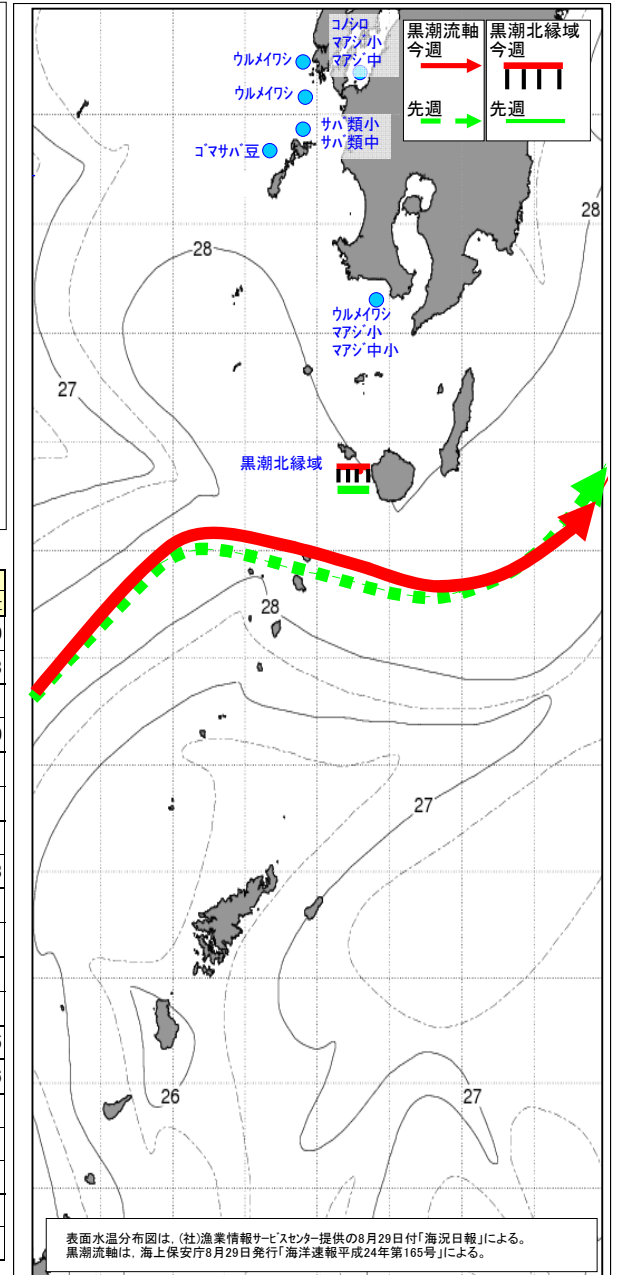 コノシロ
マアジ小
マアジ中
黒潮流軸
今週
先週
黒潮北縁域
今週
先週
ウルメイワシ
ウルメイワシ
サバ類小
サバ類中
ゴマサバ豆
28
28
ウルメイワシ
マアジ小
マアジ中小
27
黒潮北縁域
28
27
26
27
表面水温分布図は、(社)漁業情報サービスセンター提供の8月29日付「海況日報」による。
黒潮流軸は、海上保安庁8月29日発行「海洋速報平成24年第165号」による。